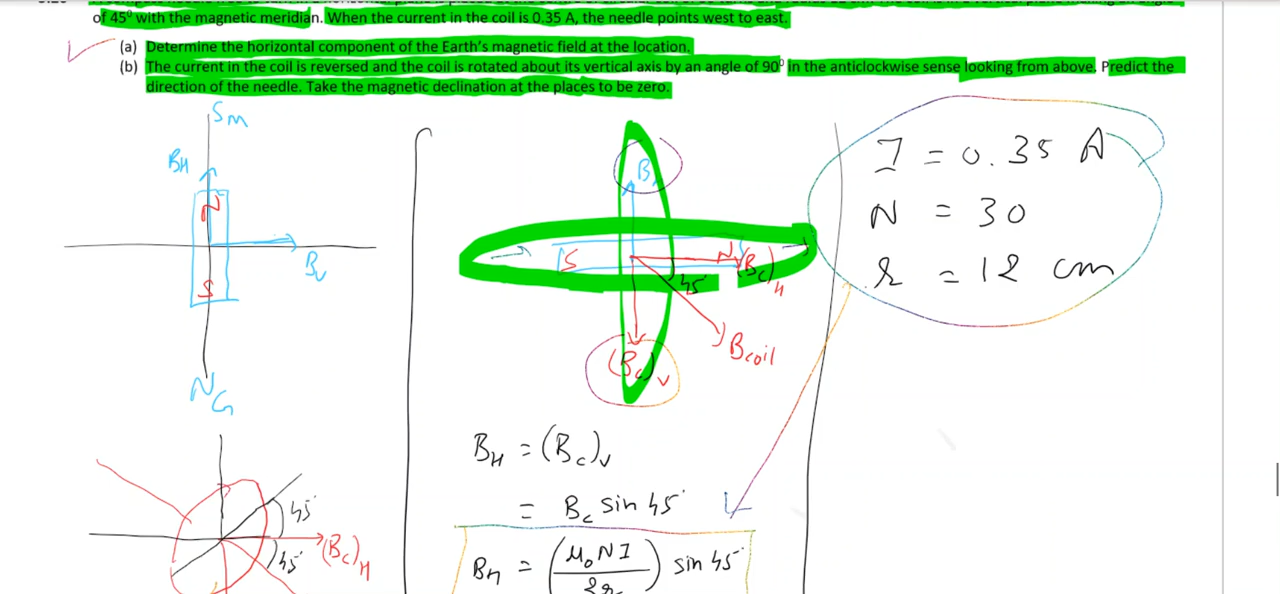 of 45⁰ with the magnetic meridian. When the current in the coil is 0.35 A, the needle points west to east.
(a) Determine the horizontal component of the Earth's magnetic field at the location.
(b) The current in the coil is reversed and the coil is rotated about its vertical axis by an angle of 90⁰ in the anticlockwise sense looking from above. Predict the
direction of the needle. Take the magnetic declination at the places to be zero.
Sm
BH
N
Bv
S
NG
B
S
N
(Bc)H
45°
Bcoil
(Bc)v
I = 0.35 A
N = 30
r = 12 cm
BH = (Bc)v
= Bc sin 45°
BH = (μ₀NI / 2r) sin 45°
45°
(Bc)H
45°